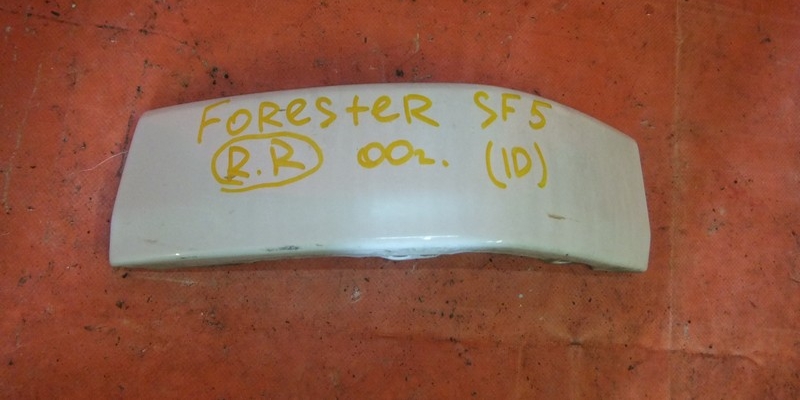 Forester SF5
R.R 00г. (1D)